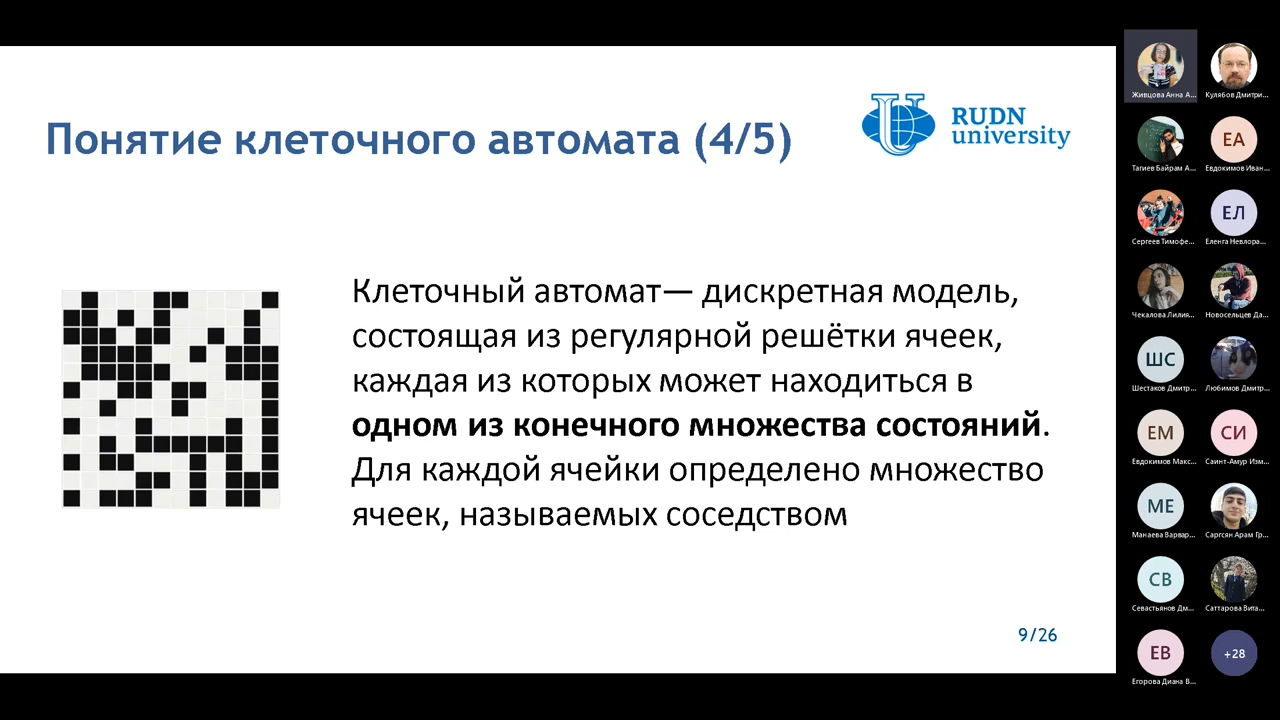 Понятие клеточного автомата (4/5)
RUDN
university
Клеточный автомат— дискретная модель,
состоящая из регулярной решётки ячеек,
каждая из которых может находиться в
одном из конечного множества состояний.
Для каждой ячейки определено множество
ячеек, называемых соседством
9/26
Живцова Анна А...
Кулябов Дмитри...
Тагиев Байрам А...
ЕА
Евдокимов Иван...
Сергеев Тимофе...
ЕЛ
Еленга Невлора...
Чекалова Лилия...
Новосельцев Да...
ШС
Шестаков Дмитр...
Любимов Дмитр...
ЕМ
Евдокимов Макс...
СИ
Саинт-Амур Изм...
МЕ
Манаева Варвар...
Саргсян Арам Гр...
СВ
Севастьянов Дм...
Саттарова Вита...
ЕВ
Егорова Диана В...
+28